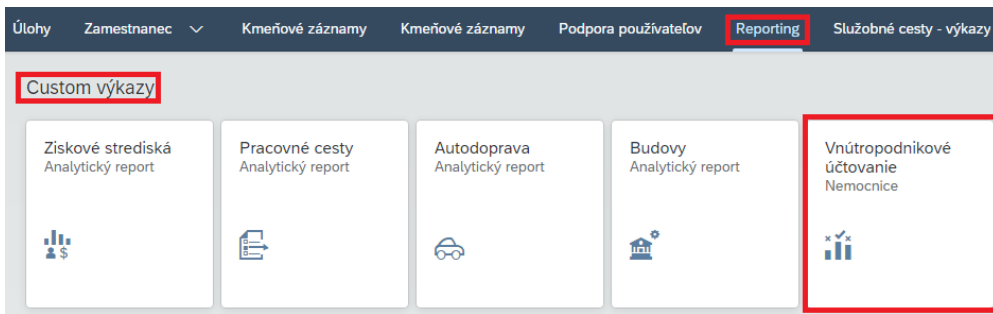 Úlohy Zamestnanec Kmeňové záznamy Kmeňové záznamy Podpora používateľov Reporting Služobné cesty - výkazy
Custom výkazy
Ziskové strediská
Analytický report
Pracovné cesty
Analytický report
Autodoprava
Analytický report
Budovy
Analytický report
Vnútropodnikové
účtovanie
Nemocnice